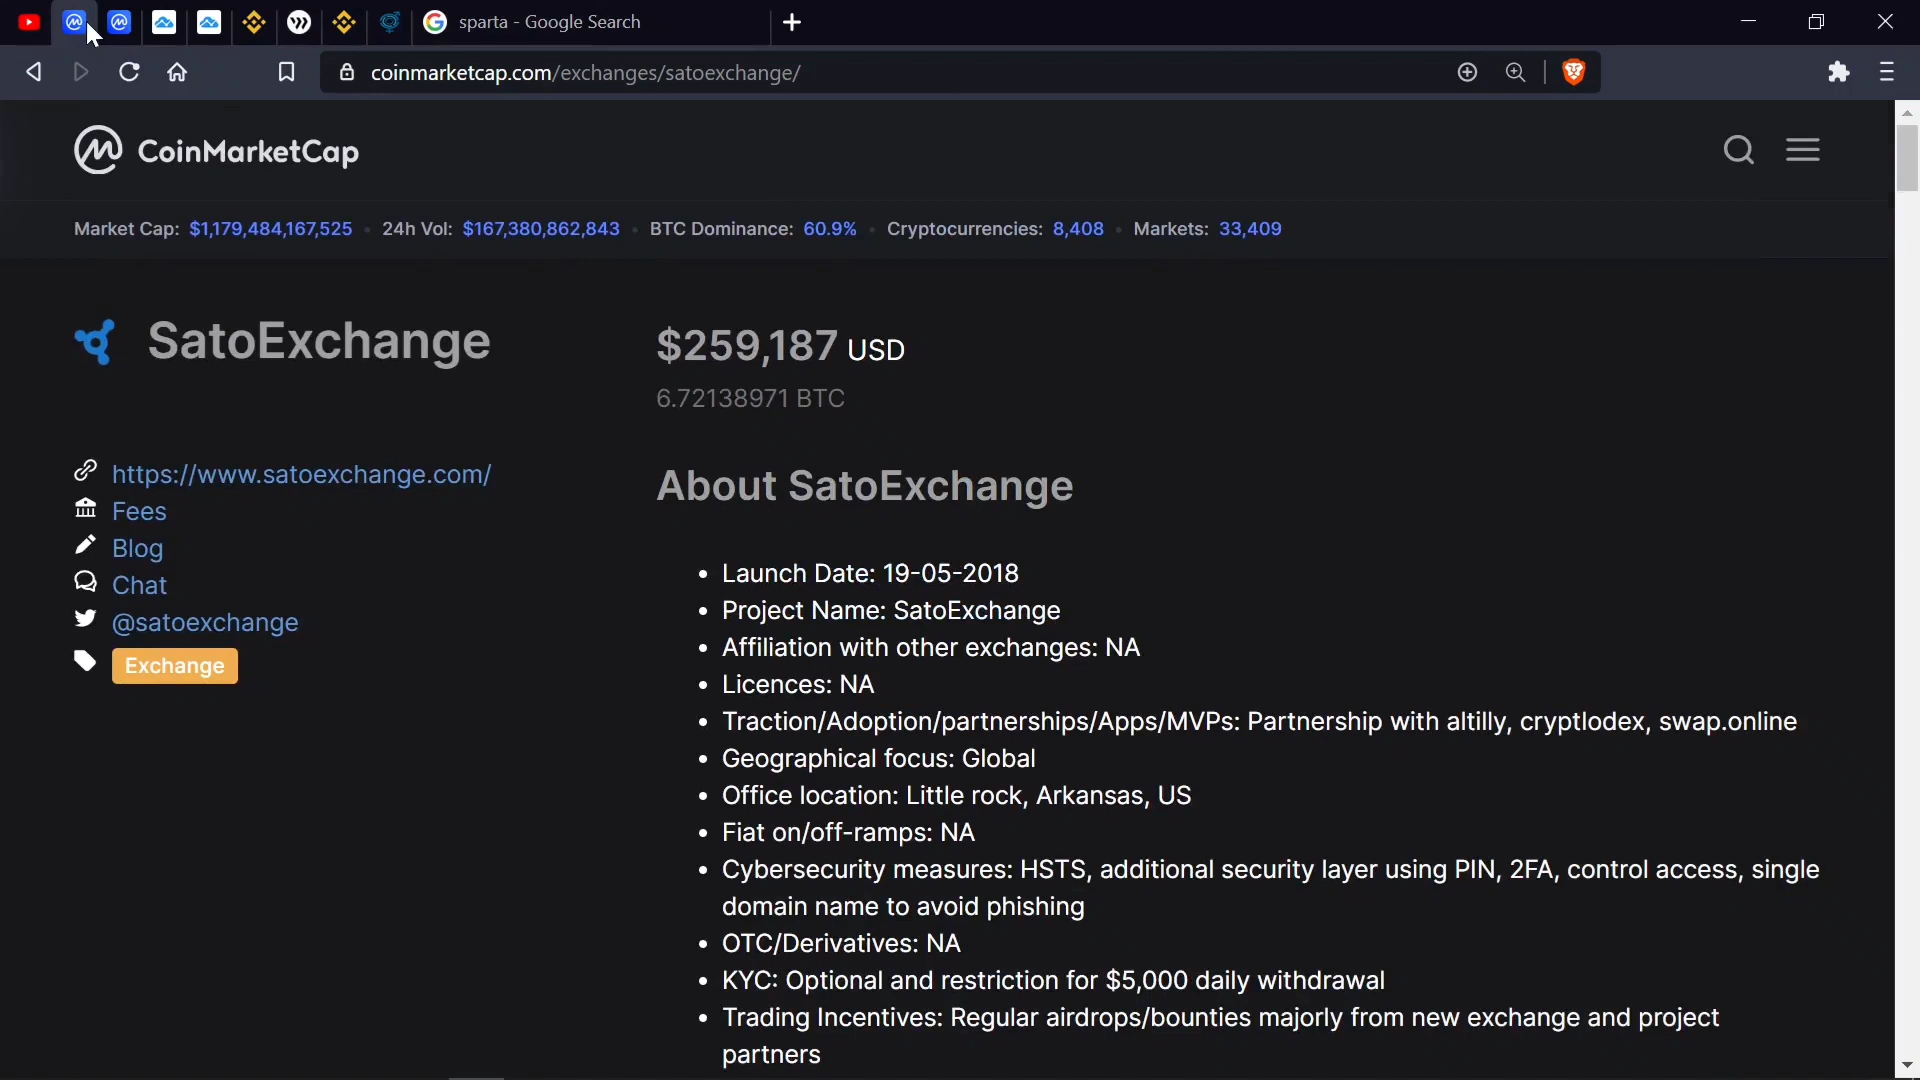 sparta - Google Search
coinmarketcap.com/exchanges/satoexchange/
CoinMarketCap
Market Cap: $1,179,484,167,525 • 24h Vol: $167,380,862,843 • BTC Dominance: 60.9% • Cryptocurrencies: 8,408 • Markets: 33,409
SatoExchange
$259,187 USD
6.72138971 BTC
https://www.satoexchange.com/
Fees
Blog
Chat
@satoexchange
Exchange
About SatoExchange
• Launch Date: 19-05-2018
• Project Name: SatoExchange
• Affiliation with other exchanges: NA
• Licences: NA
• Traction/Adoption/partnerships/Apps/MVPs: Partnership with altilly, cryptlodex, swap.online
• Geographical focus: Global
• Office location: Little rock, Arkansas, US
• Fiat on/off-ramps: NA
• Cybersecurity measures: HSTS, additional security layer using PIN, 2FA, control access, single
domain name to avoid phishing
• OTC/Derivatives: NA
• KYC: Optional and restriction for $5,000 daily withdrawal
• Trading Incentives: Regular airdrops/bounties majorly from new exchange and project
partners